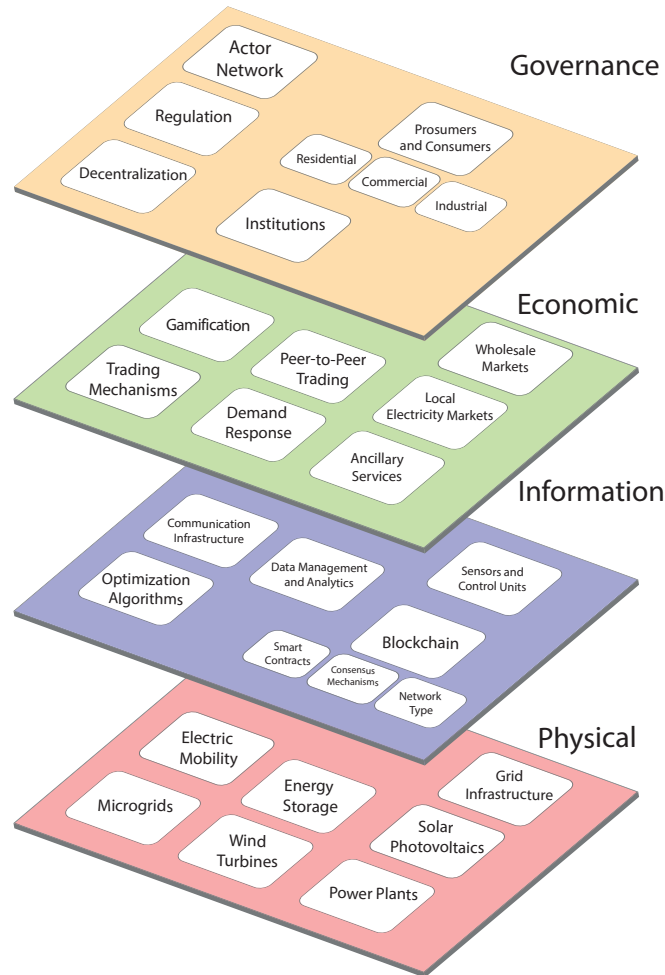 Governance
Actor
Network
Regulation
Decentralization
Institutions
Prosumers
and Consumers
Residential
Commercial
Industrial
Economic
Gamification
Trading
Mechanisms
Peer-to-Peer
Trading
Demand
Response
Wholesale
Markets
Local
Electricity Markets
Ancillary
Services
Information
Communication
Infrastructure
Optimization
Algorithms
Data Management
and Analytics
Sensors and
Control Units
Blockchain
Smart
Contracts
Consensus
Mechanisms
Network
Type
Physical
Electric
Mobility
Microgrids
Energy
Storage
Wind
Turbines
Grid
Infrastructure
Solar
Photovoltaics
Power Plants